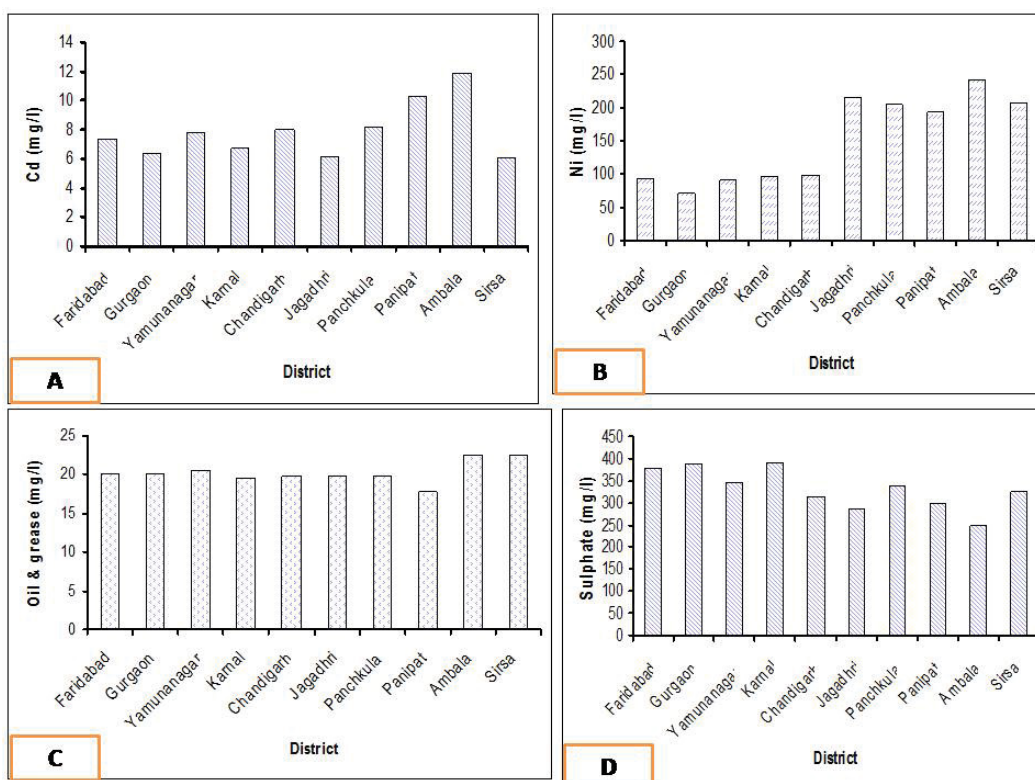 14
12
10
8
6
4
2
0
Cd (mg/l)
Faridabad
Gurgaon
Yamunanagar
Karnal
Chandigarh
Jagadhri
Panchkula
Panipat
Ambala
Sirsa
District
A
300
250
200
150
100
50
0
Ni (mg/l)
Faridabad
Gurgaon
Yamunanagar
Karnal
Chandigarh
Jagadhri
Panchkula
Panipat
Ambala
Sirsa
District
B
25
20
15
10
5
0
Oil & grease (mg/l)
Faridabad
Gurgaon
Yamunanagar
Karnal
Chandigarh
Jagadhri
Panchkula
Panipat
Ambala
Sirsa
District
C
450
400
350
300
250
200
150
100
50
0
Sulphate (mg/l)
Faridabad
Gurgaon
Yamunanagar
Karnal
Chandigarh
Jagadhri
Panchkula
Panipat
Ambala
Sirsa
District
D